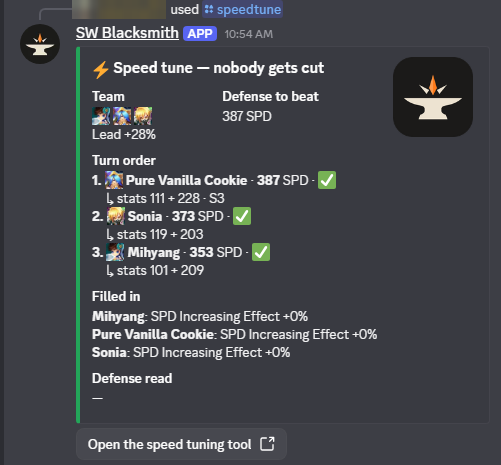 used speedtune
SW Blacksmith APP 10:54 AM
⚡ Speed tune — nobody gets cut
Team
Lead +28%
Defense to beat
387 SPD
Turn order
1. Pure Vanilla Cookie · 387 SPD · ✅
↳ stats 111 + 228 · S3
2. Sonia · 373 SPD · ✅
↳ stats 119 + 203
3. Mihyang · 353 SPD · ✅
↳ stats 101 + 209
Filled in
Mihyang: SPD Increasing Effect +0%
Pure Vanilla Cookie: SPD Increasing Effect +0%
Sonia: SPD Increasing Effect +0%
Defense read
—
Open the speed tuning tool